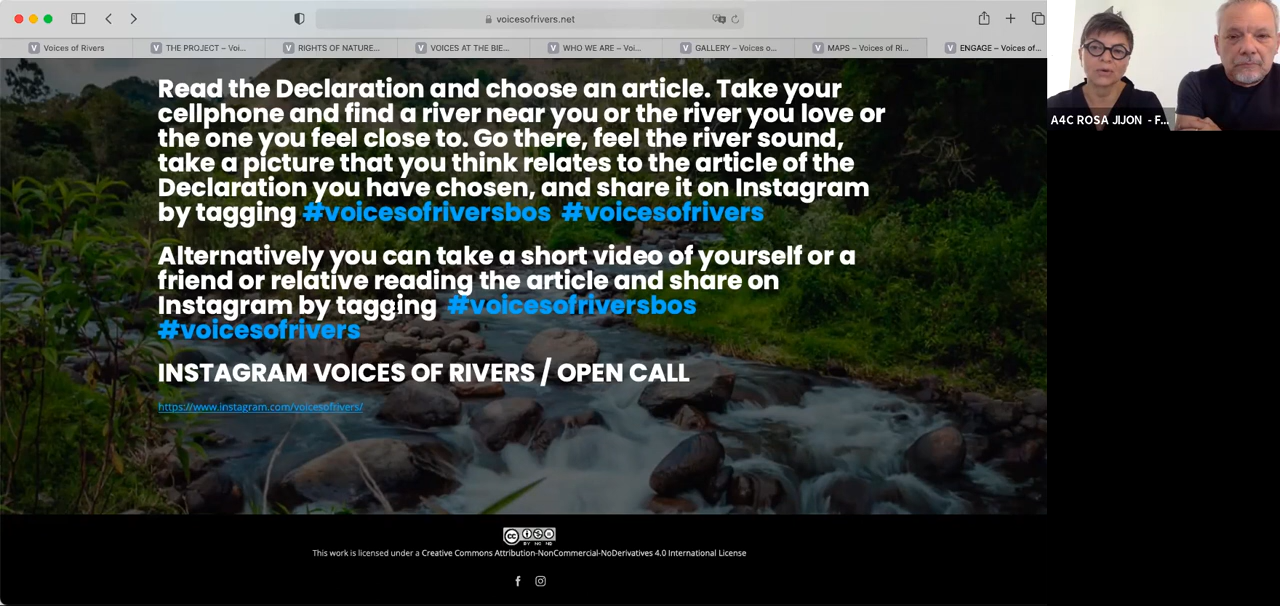 voicesofrivers.net
Voices of Rivers
THE PROJECT – Voi...
RIGHTS OF NATURE...
VOICES AT THE BIE...
WHO WE ARE – Voi...
GALLERY – Voices o...
MAPS – Voices of Ri...
ENGAGE – Voices of...
Read the Declaration and choose an article. Take your
cellphone and find a river near you or the river you love or
the one you feel close to. Go there, feel the river sound,
take a picture that you think relates to the article of the
Declaration you have chosen, and share it on Instagram
by tagging #voicesofriversbos #voicesofrivers
Alternatively you can take a short video of yourself or a
friend or relative reading the article and share on
Instagram by tagging #voicesofriversbos
#voicesofrivers
INSTAGRAM VOICES OF RIVERS / OPEN CALL
https://www.instagram.com/voicesofrivers/
This work is licensed under a Creative Commons Attribution-NonCommercial-NoDerivatives 4.0 International License
A4C ROSA JIJON - F...